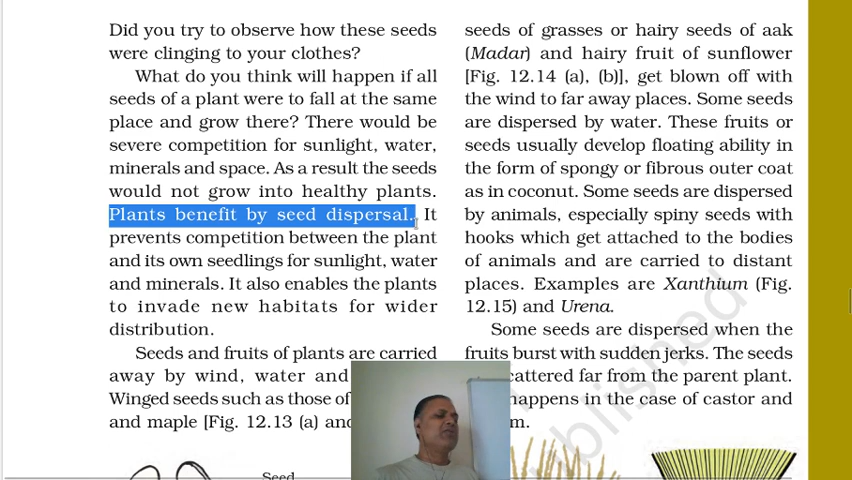 Did you try to observe how these seeds
were clinging to your clothes?
What do you think will happen if all
seeds of a plant were to fall at the same
place and grow there? There would be
severe competition for sunlight, water,
minerals and space. As a result the seeds
would not grow into healthy plants.
Plants benefit by seed dispersal. It
prevents competition between the plant
and its own seedlings for sunlight, water
and minerals. It also enables the plants
to invade new habitats for wider
distribution.
Seeds and fruits of plants are carried
away by wind, water and
Winged seeds such as those of
and maple [Fig. 12.13 (a) and
Seed
seeds of grasses or hairy seeds of aak
(Madar) and hairy fruit of sunflower
[Fig. 12.14 (a), (b)], get blown off with
the wind to far away places. Some seeds
are dispersed by water. These fruits or
seeds usually develop floating ability in
the form of spongy or fibrous outer coat
as in coconut. Some seeds are dispersed
by animals, especially spiny seeds with
hooks which get attached to the bodies
of animals and are carried to distant
places. Examples are Xanthium (Fig.
12.15) and Urena.
Some seeds are dispersed when the
fruits burst with sudden jerks. The seeds
scattered far from the parent plant.
happens in the case of castor and